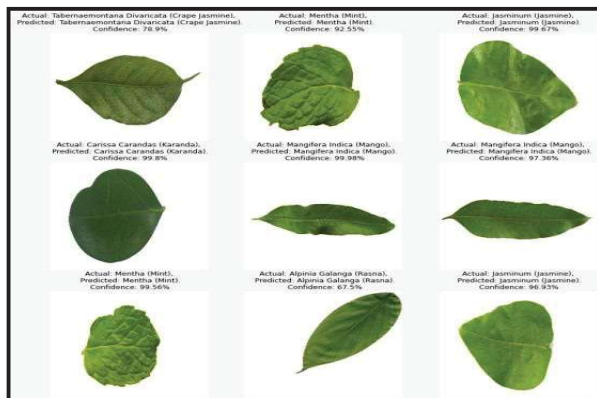 Actual: Tabernaemontana Divaricata (Crape Jasmine),
Predicted: Tabernaemontana Divaricata (Crape Jasmine).
Confidence: 78.9%
Actual: Mentha (Mint),
Predicted: Mentha (Mint).
Confidence: 92.55%
Actual: Jasminum (Jasmine),
Predicted: Jasminum (Jasmine).
Confidence: 99.67%
Actual: Carissa Carandas (Karanda),
Predicted: Carissa Carandas (Karanda).
Confidence: 99.8%
Actual: Mangifera Indica (Mango),
Predicted: Mangifera Indica (Mango).
Confidence: 99.98%
Actual: Mangifera Indica (Mango),
Predicted: Mangifera Indica (Mango).
Confidence: 97.36%
Actual: Mentha (Mint),
Predicted: Mentha (Mint).
Confidence: 99.56%
Actual: Alpinia Galanga (Rasna),
Predicted: Alpinia Galanga (Rasna).
Confidence: 67.5%
Actual: Jasminum (Jasmine),
Predicted: Jasminum (Jasmine).
Confidence: 96.93%